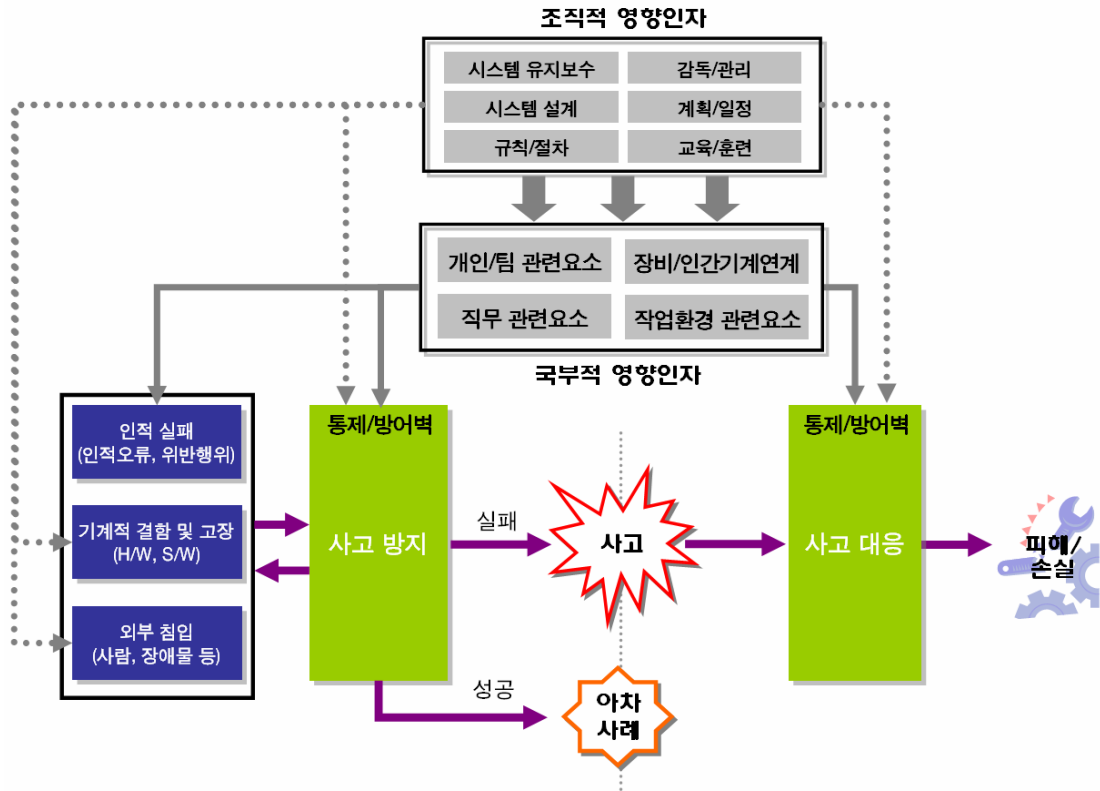 조직적 영향인자
시스템 유지보수
감독/관리
시스템 설계
계획/일정
규칙/절차
교육/훈련
개인/팀 관련요소
장비/인간기계연계
직무 관련요소
작업환경 관련요소
국부적 영향인자
인적 실패
(인적오류, 위반행위)
기계적 결함 및 고장
(H/W, S/W)
외부 침입
(사람, 장애물 등)
통제/방어벽
사고 방지
실패
사고
성공
아차
사례
통제/방어벽
사고 대응
피해/
손실